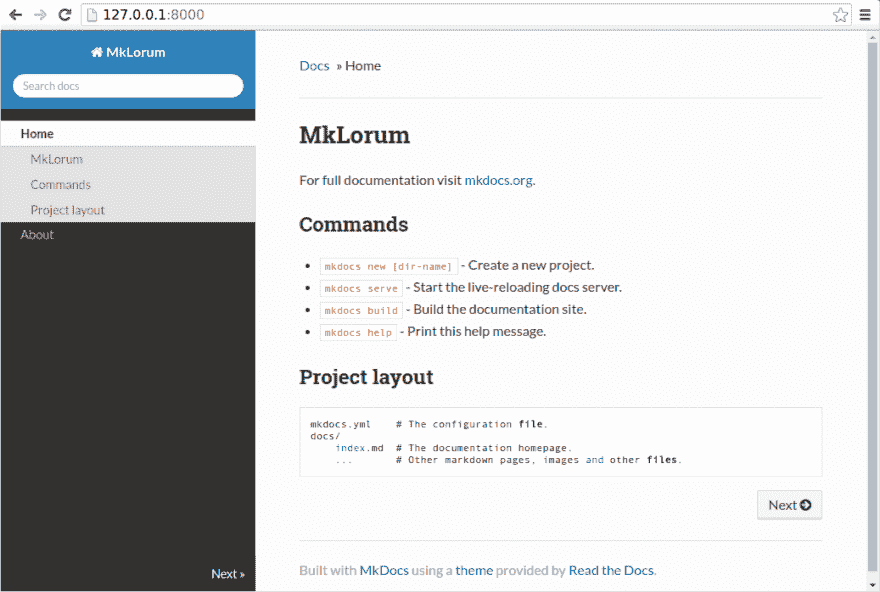 127.0.0.1:8000
MkLorum
Search docs
Home
MkLorum
Commands
Project layout
About
Next »
Docs » Home
MkLorum
For full documentation visit mkdocs.org.
Commands
mkdocs new [dir-name] - Create a new project.
mkdocs serve - Start the live-reloading docs server.
mkdocs build - Build the documentation site.
mkdocs help - Print this help message.
Project layout
mkdocs.yml    # The configuration file.
docs/
    index.md  # The documentation homepage.
    ...       # Other markdown pages, images and other files.
Next
Built with MkDocs using a theme provided by Read the Docs.